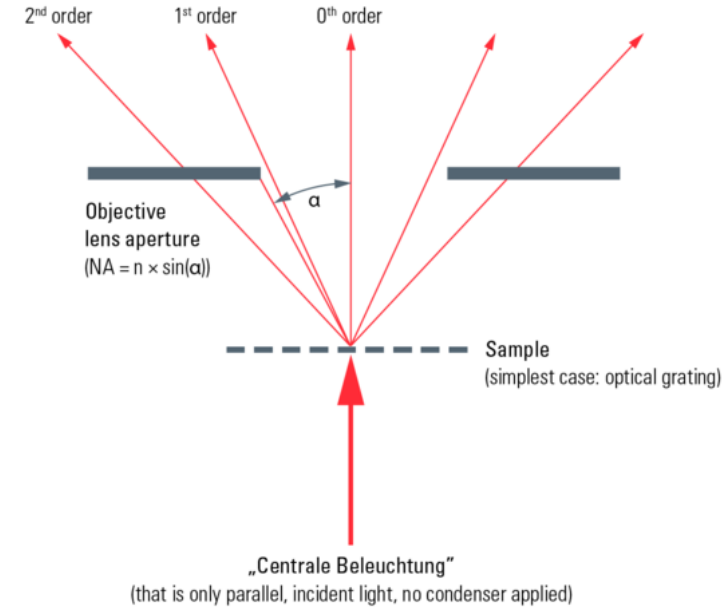 2nd order
1st order
0th order
α
Objective
lens aperture
(NA = n × sin(α))
Sample
(simplest case: optical grating)
„Centrale Beleuchtung”
(that is only parallel, incident light, no condenser applied)